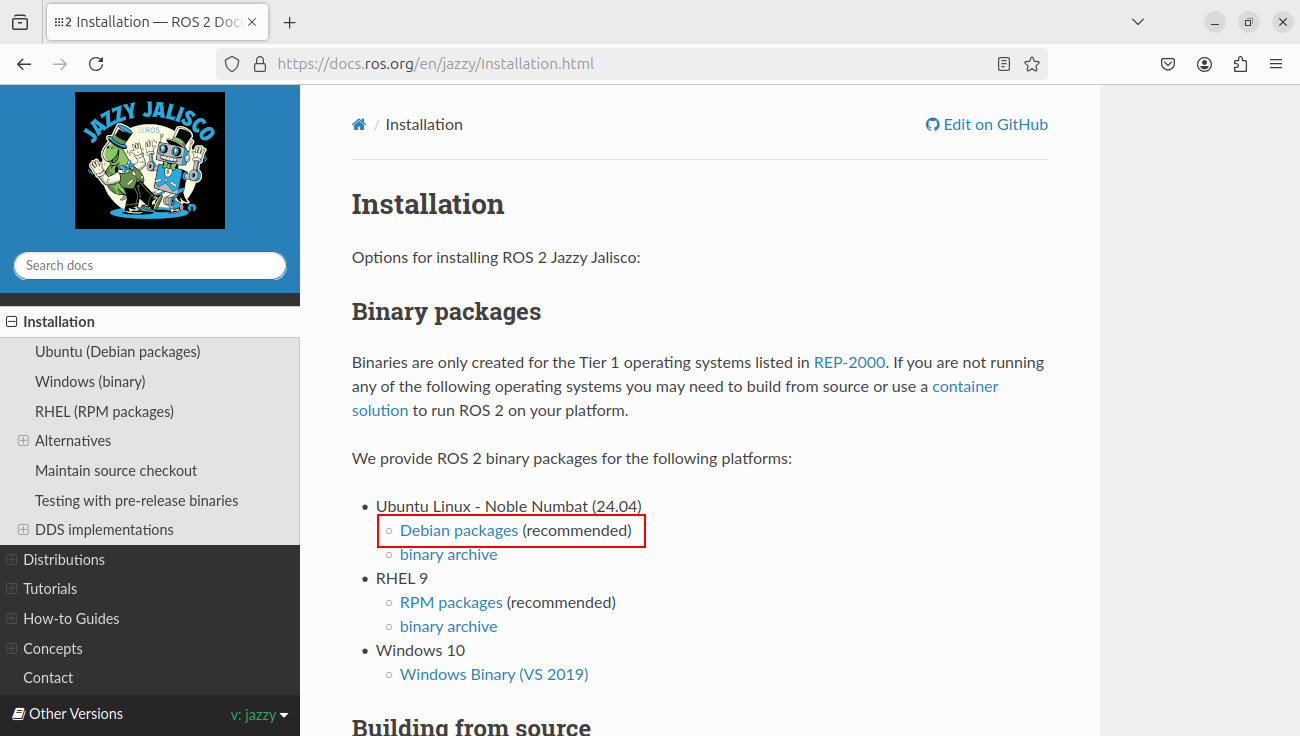 2 Installation — ROS 2 Doc
https://docs.ros.org/en/jazzy/Installation.html
JAZZY JALISCO
ROS
Search docs
Installation
Ubuntu (Debian packages)
Windows (binary)
RHEL (RPM packages)
Alternatives
Maintain source checkout
Testing with pre-release binaries
DDS implementations
Distributions
Tutorials
How-to Guides
Concepts
Contact
Other Versions v: jazzy
/ Installation
Edit on GitHub
Installation
Options for installing ROS 2 Jazzy Jalisco:
Binary packages
Binaries are only created for the Tier 1 operating systems listed in REP-2000. If you are not running
any of the following operating systems you may need to build from source or use a container
solution to run ROS 2 on your platform.
We provide ROS 2 binary packages for the following platforms:
• Ubuntu Linux - Noble Numbat (24.04)
◦ Debian packages (recommended)
◦ binary archive
• RHEL 9
◦ RPM packages (recommended)
◦ binary archive
• Windows 10
◦ Windows Binary (VS 2019)
Building from source